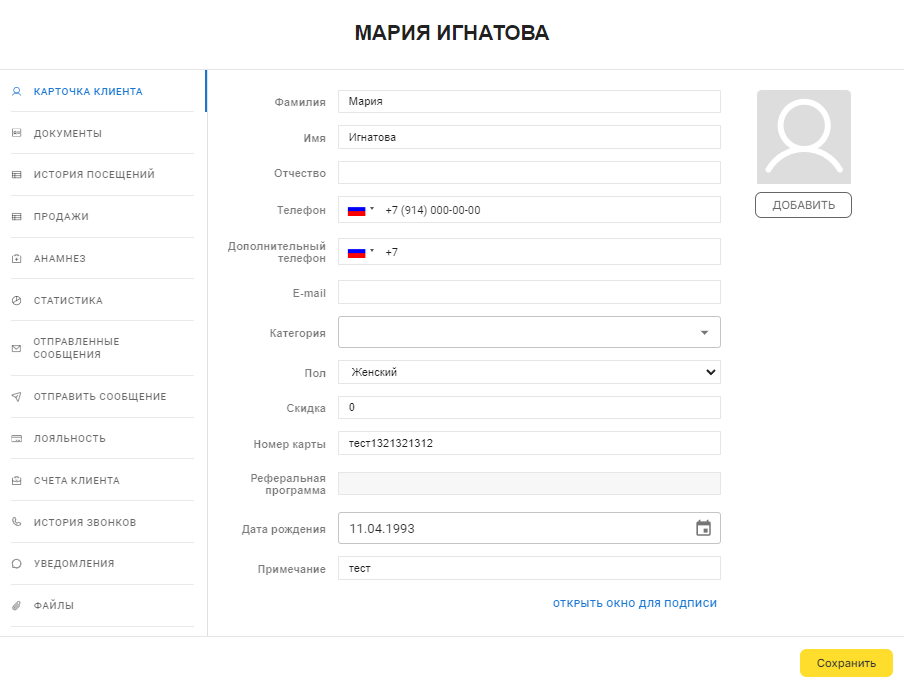 МАРИЯ ИГНАТОВА
КАРТОЧКА КЛИЕНТА
ДОКУМЕНТЫ
ИСТОРИЯ ПОСЕЩЕНИЙ
ПРОДАЖИ
АНАМНЕЗ
СТАТИСТИКА
ОТПРАВЛЕННЫЕ
СООБЩЕНИЯ
ОТПРАВИТЬ СООБЩЕНИЕ
ЛОЯЛЬНОСТЬ
СЧЕТА КЛИЕНТА
ИСТОРИЯ ЗВОНКОВ
УВЕДОМЛЕНИЯ
ФАЙЛЫ
Фамилия Мария
Имя Игнатова
Отчество
Телефон +7 (914) 000-00-00
Дополнительный
телефон +7
E-mail
Категория
Пол Женский
Скидка 0
Номер карты тест1321321312
Реферальная
программа
Дата рождения 11.04.1993
Примечание тест
ОТКРЫТЬ ОКНО ДЛЯ ПОДПИСИ
ДОБАВИТЬ
Сохранить